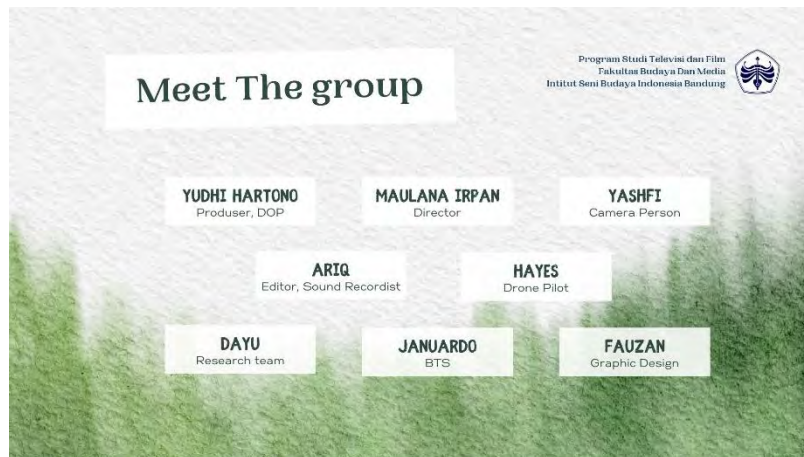 Meet The group
Program Studi Televisi dan Film
Fakultas Budaya Dan Media
Intitut Seni Budaya Indonesia Bandung
YUDHI HARTONO
Produser, DOP
MAULANA IRPAN
Director
YASHFI
Camera Person
ARIQ
Editor, Sound Recordist
HAYES
Drone Pilot
DAYU
Research team
JANUARDO
BTS
FAUZAN
Graphic Design